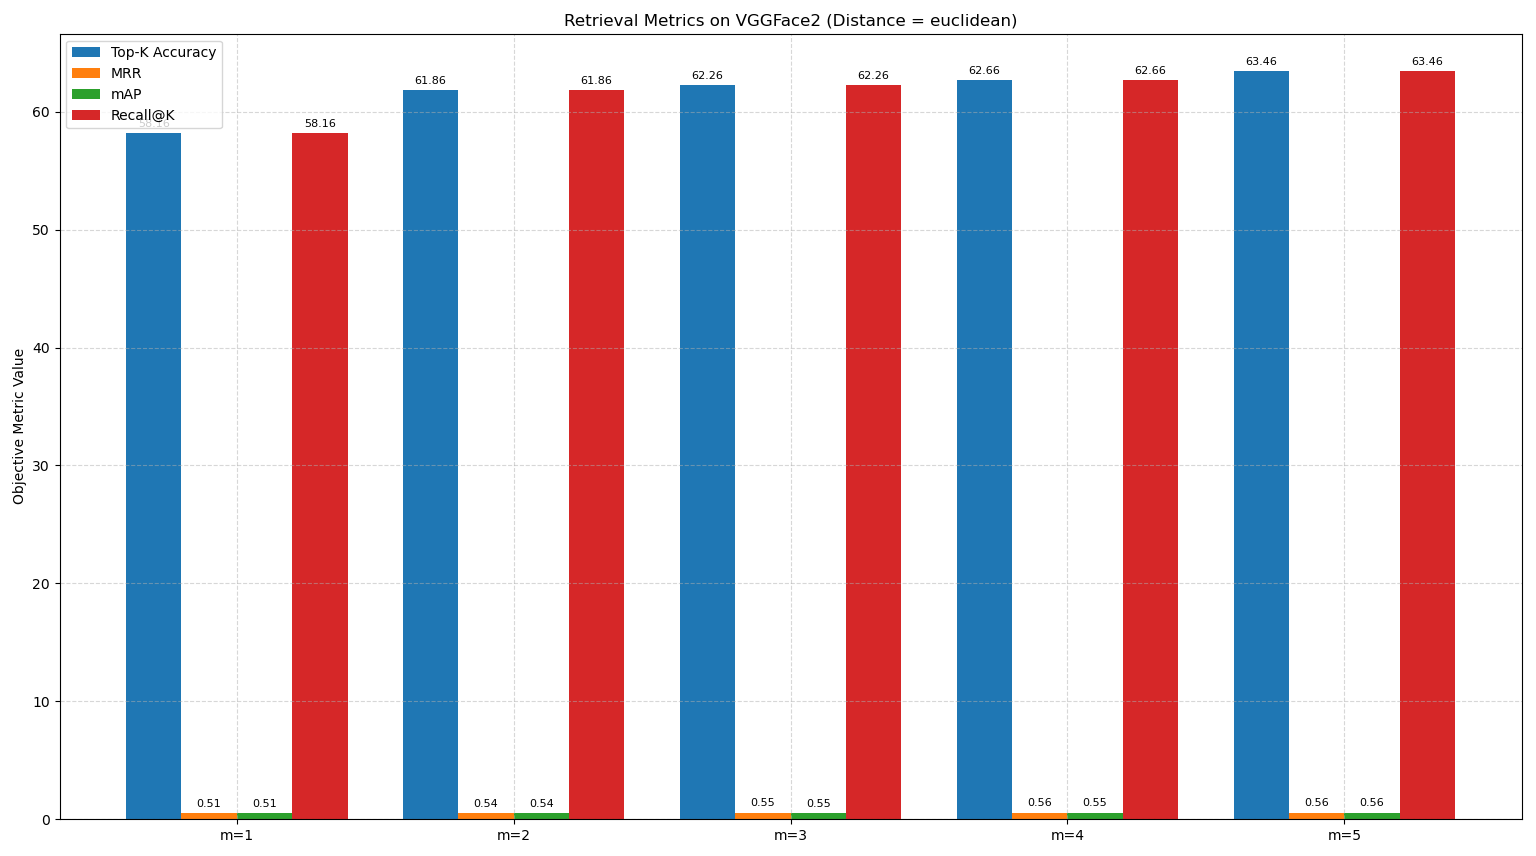 Retrieval Metrics on VGGFace2 (Distance = euclidean)
Top-K Accuracy
MRR
mAP
Recall@K
Objective Metric Value
60
50
40
30
20
10
0
58.16
0.51
0.51
58.16
61.86
0.54
0.54
61.86
62.26
0.55
0.55
62.26
62.66
0.56
0.55
62.66
63.46
0.56
0.56
63.46
m=1
m=2
m=3
m=4
m=5